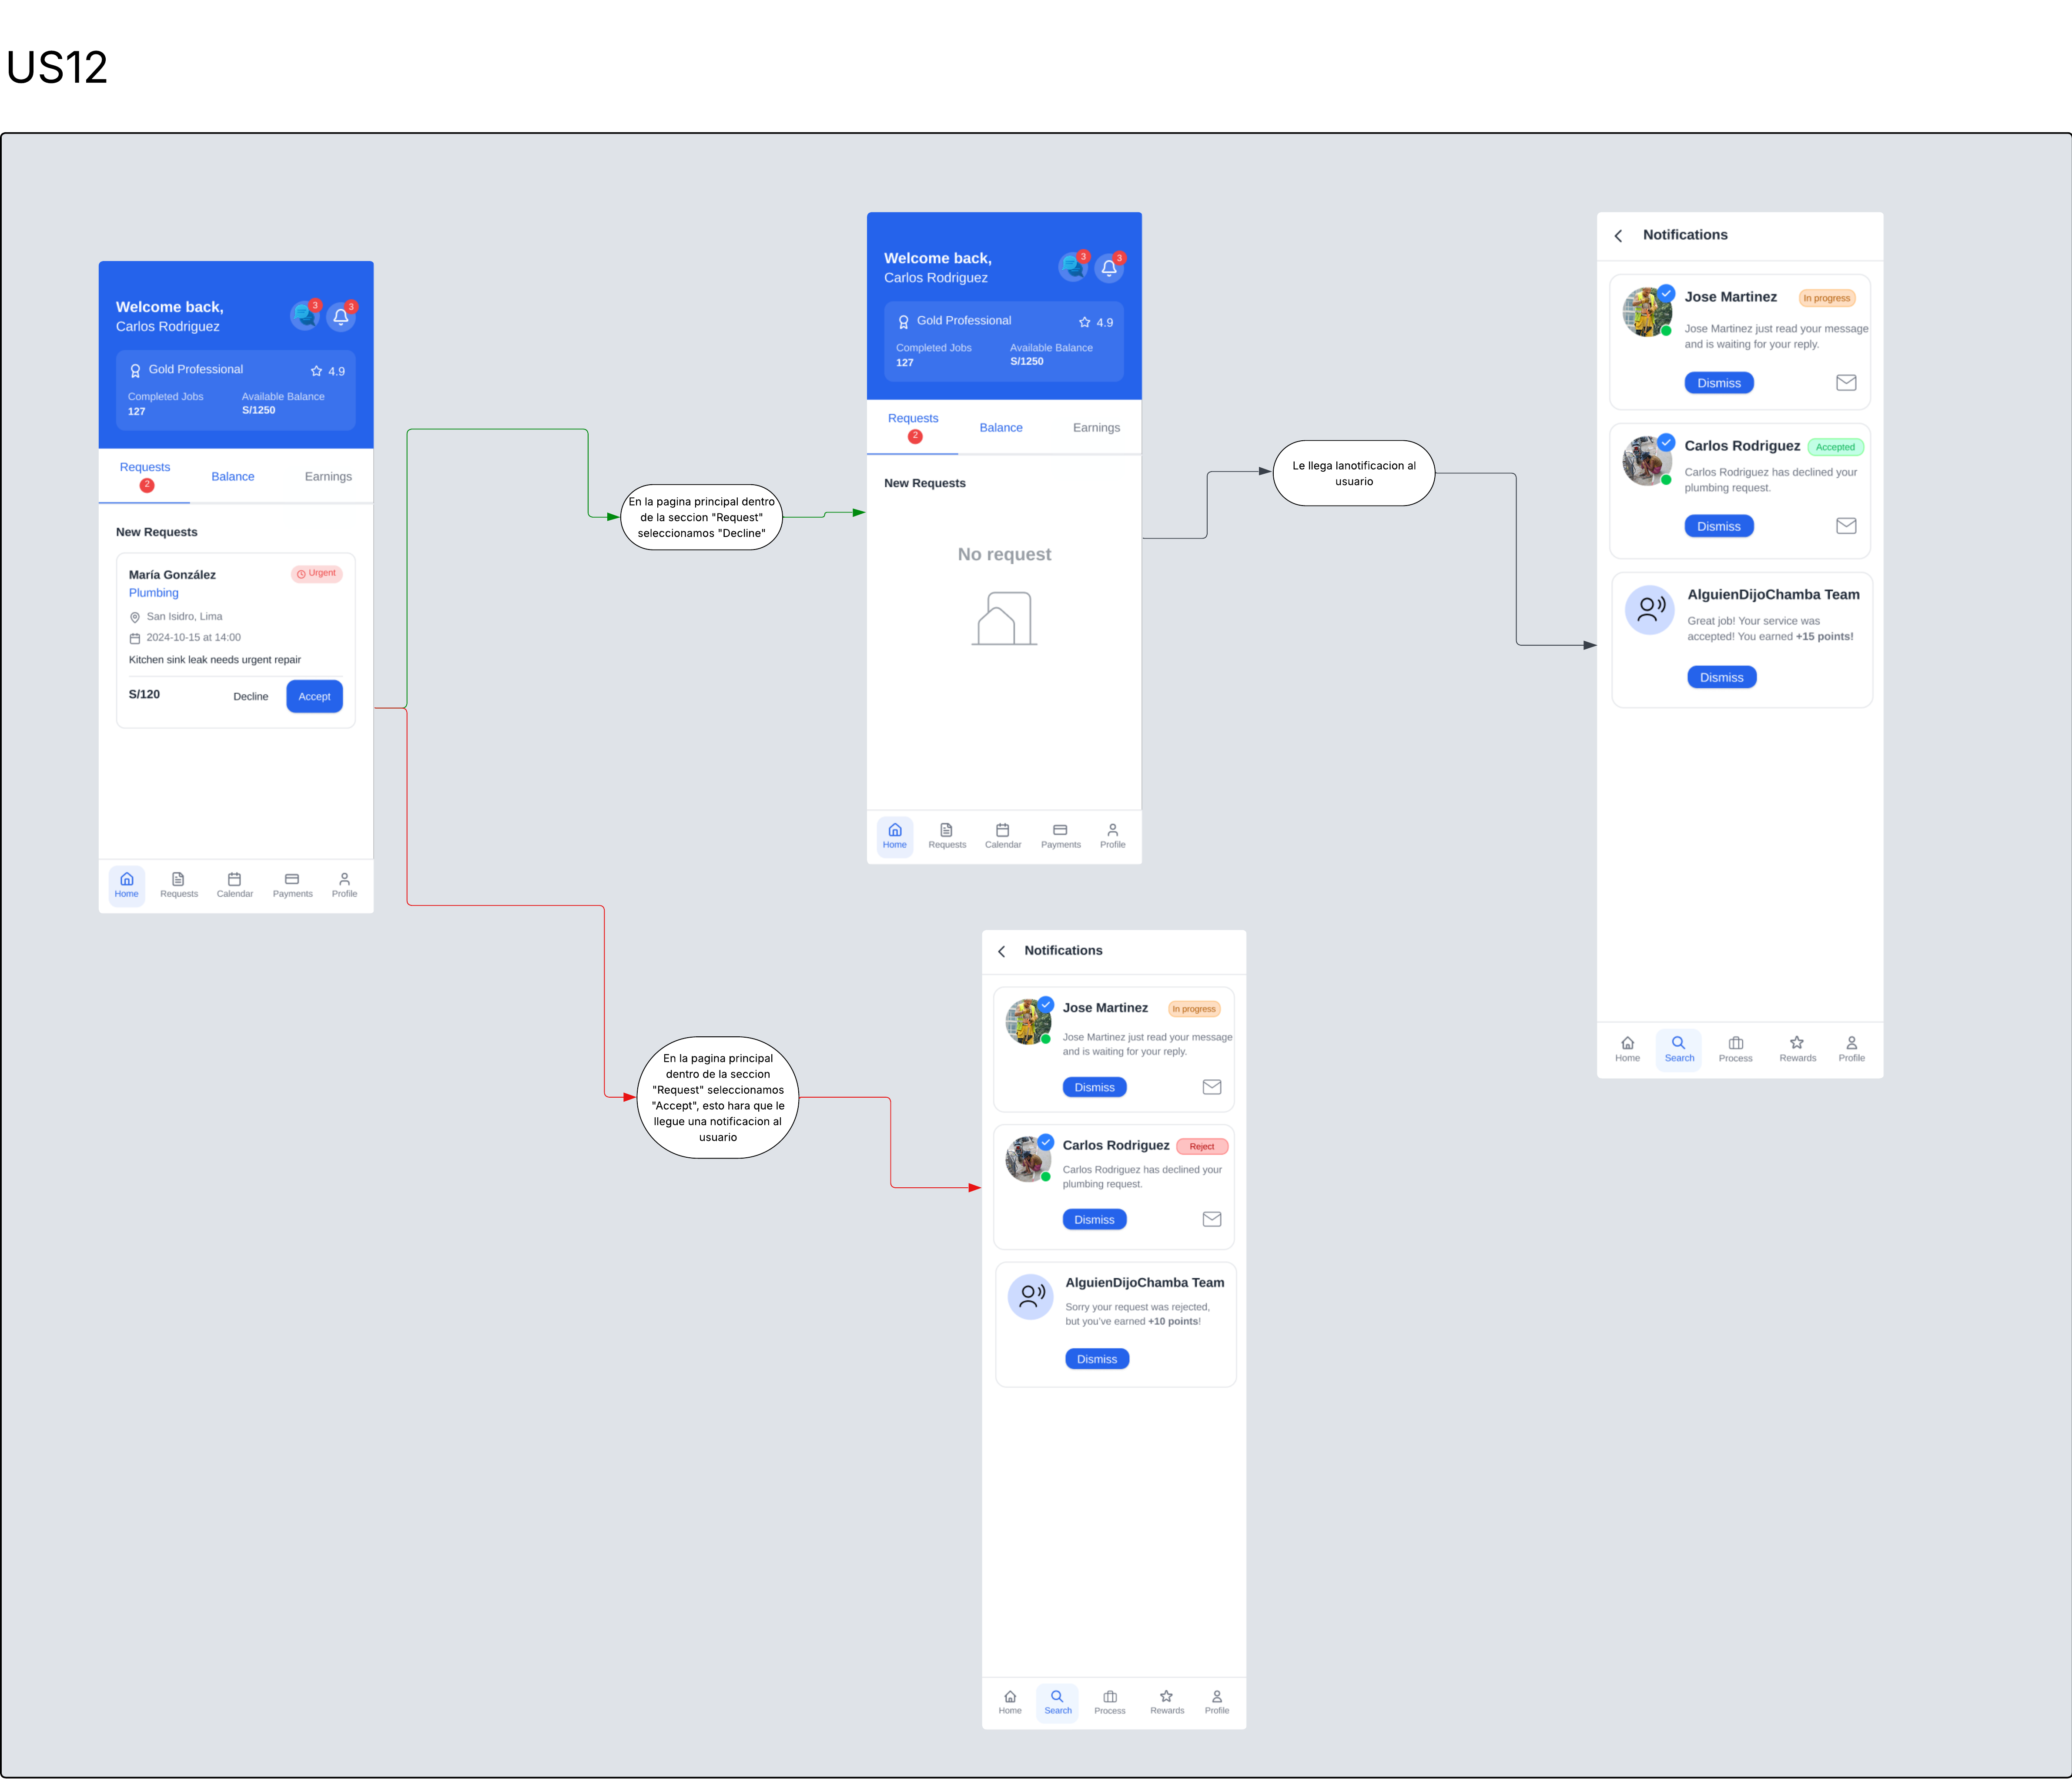 US12
Welcome back,
Carlos Rodriguez
3
3
Gold Professional
4.9
Completed Jobs
Available Balance
127
S/1250
Requests
2
Balance
Earnings
New Requests
María González
Urgent
Plumbing
San Isidro, Lima
2024-10-15 at 14:00
Kitchen sink leak needs urgent repair
S/120
Decline
Accept
Home
Requests
Calendar
Payments
Profile
En la pagina principal dentro
de la seccion "Request"
seleccionamos "Decline"
Welcome back,
Carlos Rodriguez
3
3
Gold Professional
4.9
Completed Jobs
Available Balance
127
S/1250
Requests
2
Balance
Earnings
New Requests
No request
Home
Requests
Calendar
Payments
Profile
Le llega lanotificacion al
usuario
Notifications
Jose Martinez
In progress
Jose Martinez just read your message
and is waiting for your reply.
Dismiss
Carlos Rodriguez
Accepted
Carlos Rodriguez has declined your
plumbing request.
Dismiss
AlguienDijoChamba Team
Great job! Your service was
accepted! You earned +15 points!
Dismiss
Home
Search
Process
Rewards
Profile
En la pagina principal
dentro de la seccion
"Request" seleccionamos
"Accept", esto hara que le
llegue una notificacion al
usuario
Notifications
Jose Martinez
In progress
Jose Martinez just read your message
and is waiting for your reply.
Dismiss
Carlos Rodriguez
Reject
Carlos Rodriguez has declined your
plumbing request.
Dismiss
AlguienDijoChamba Team
Sorry your request was rejected,
but you've earned +10 points!
Dismiss
Home
Search
Process
Rewards
Profile